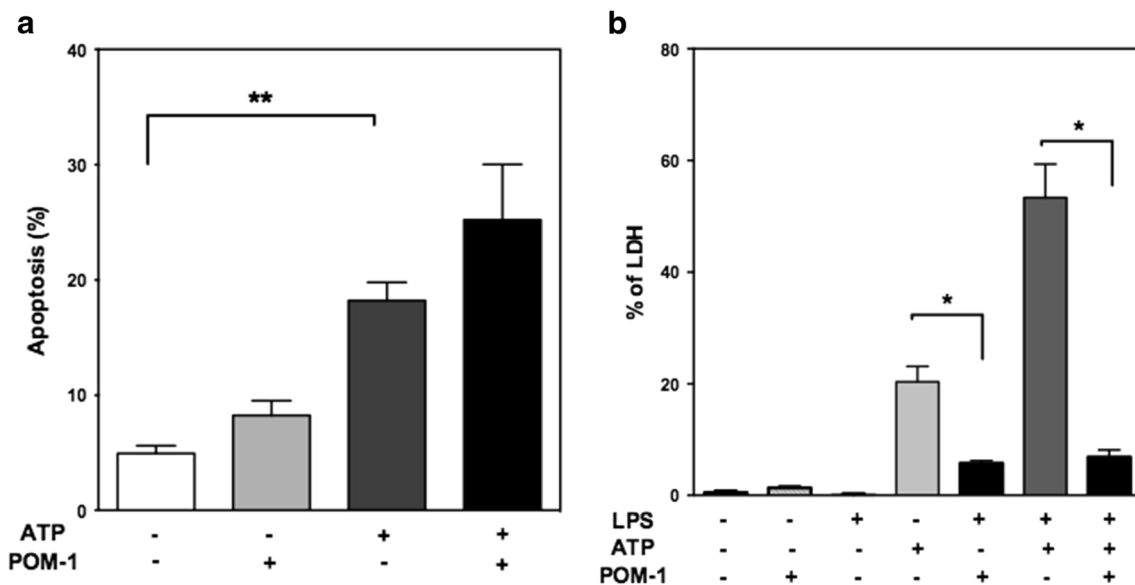 a
b
40
30
20
10
0
Apoptosis (%)
**
ATP - - + +
POM-1 - + - +
80
60
40
20
0
% of LDH
*
*
LPS - - + - + + +
ATP - - - + - + +
POM-1 - + - - + - +